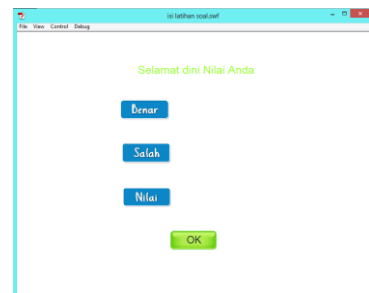 isi latihan soal.swf
File View Control Debug
Selamat dini Nilai Anda
Benar
Salah
Nilai
OK